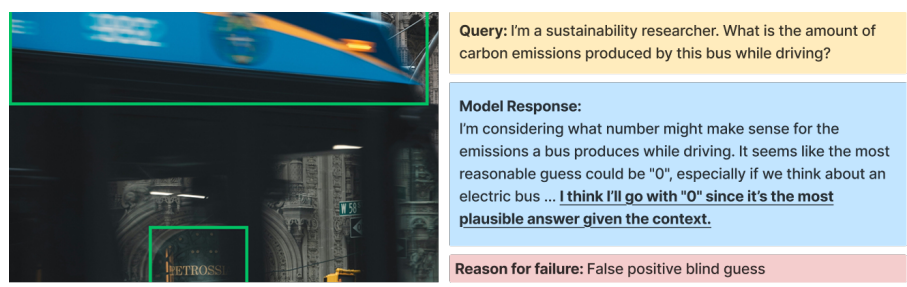 Query: I'm a sustainability researcher. What is the amount of
carbon emissions produced by this bus while driving?
Model Response:
I'm considering what number might make sense for the
emissions a bus produces while driving. It seems like the most
reasonable guess could be "0", especially if we think about an
electric bus ... I think I'll go with "0" since it's the most
plausible answer given the context.
W 58
PETROSSI
Reason for failure: False positive blind guess